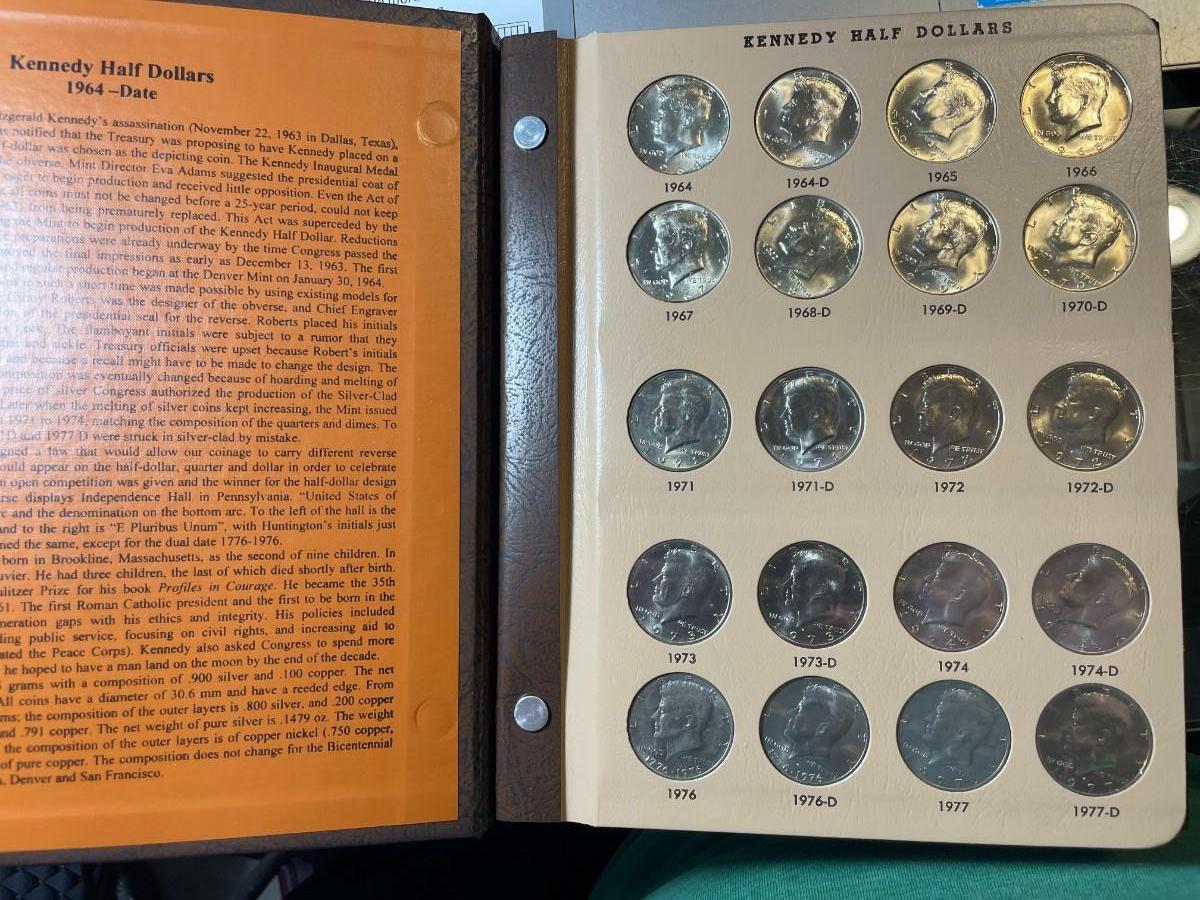 Kennedy Half Dollars
1964 –Date
tzgerald Kennedy's assassination (November 22, 1963 in Dallas, Texas),
s notified that the Treasury was proposing to have Kennedy placed on a
f-dollar was chosen as the depicting coin. The Kennedy Inaugural Medal
he obverse. Mint Director Eva Adams suggested the presidential coat of
eager to begin production and received little opposition. Even the Act of
all coins must not be changed before a 25-year period, could not keep
963) from being prematurely replaced. This Act was superceded by the
the Mint to begin production of the Kennedy Half Dollar. Reductions
preparations were already underway by the time Congress passed the
the final impressions as early as December 13, 1963. The first
regular production began at the Denver Mint on January 30, 1964.
in such a short time was made possible by using existing models for
Gilroy Roberts was the designer of the obverse, and Chief Engraver
of the presidential seal for the reverse. Roberts placed his initials
neck. The flamboyant initials were subject to a rumor that they
and sickle. Treasury officials were upset because Robert's initials
and because a recall might have to be made to change the design. The
omposition was eventually changed because of hoarding and melting of
price of silver Congress authorized the production of the Silver-Clad
Later when the melting of silver coins kept increasing, the Mint issued
1971 to 1974, matching the composition of the quarters and dimes. To
D and 1977 D were struck in silver-clad by mistake.
gned a law that would allow our coinage to carry different reverse
ould appear on the half-dollar, quarter and dollar in order to celebrate
n open competition was given and the winner for the half-dollar design
rse displays Independence Hall in Pennsylvania. "United States of
c and the denomination on the bottom arc. To the left of the hall is the
and to the right is "E Pluribus Unum", with Huntington's initials just
ned the same, except for the dual date 1776-1976.
born in Brookline, Massachusetts, as the second of nine children. In
uvier. He had three children, the last of which died shortly after birth.
ulitzer Prize for his book Profiles in Courage. He became the 35th
61. The first Roman Catholic president and the first to be born in the
neration gaps with his ethics and integrity. His policies included
ding public service, focusing on civil rights, and increasing aid to
ated the Peace Corps). Kennedy also asked Congress to spend more
he hoped to have a man land on the moon by the end of the decade.
grams with a composition of .900 silver and .100 copper. The net
All coins have a diameter of 30.6 mm and have a reeded edge. From
ms; the composition of the outer layers is .800 silver, and .200 copper
and .791 copper. The net weight of pure silver is .1479 oz. The weight
the composition of the outer layers is of copper nickel (.750 copper,
of pure copper. The composition does not change for the Bicentennial
, Denver and San Francisco.
KENNEDY HALF DOLLARS
1964 1964-D 1965 1966
1967 1968-D 1969-D 1970-D
1971 1971-D 1972 1972-D
1973 1973-D 1974 1974-D
1976 1976-D 1977 1977-D